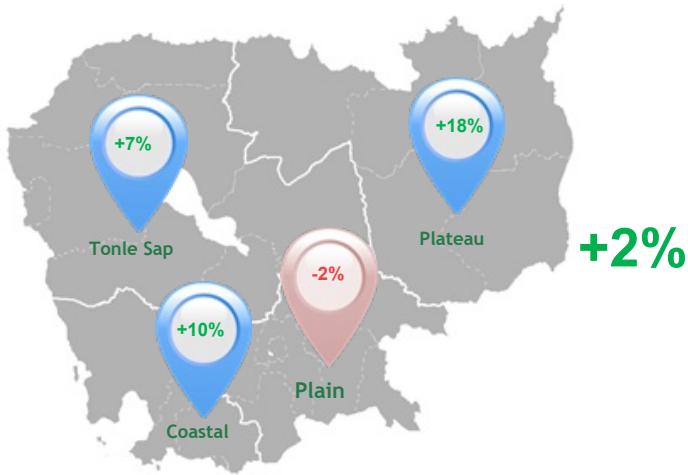 +18%
+7%
Plateau
Tonle Sap
+2%
-2%
+10%
Plain
Coastal